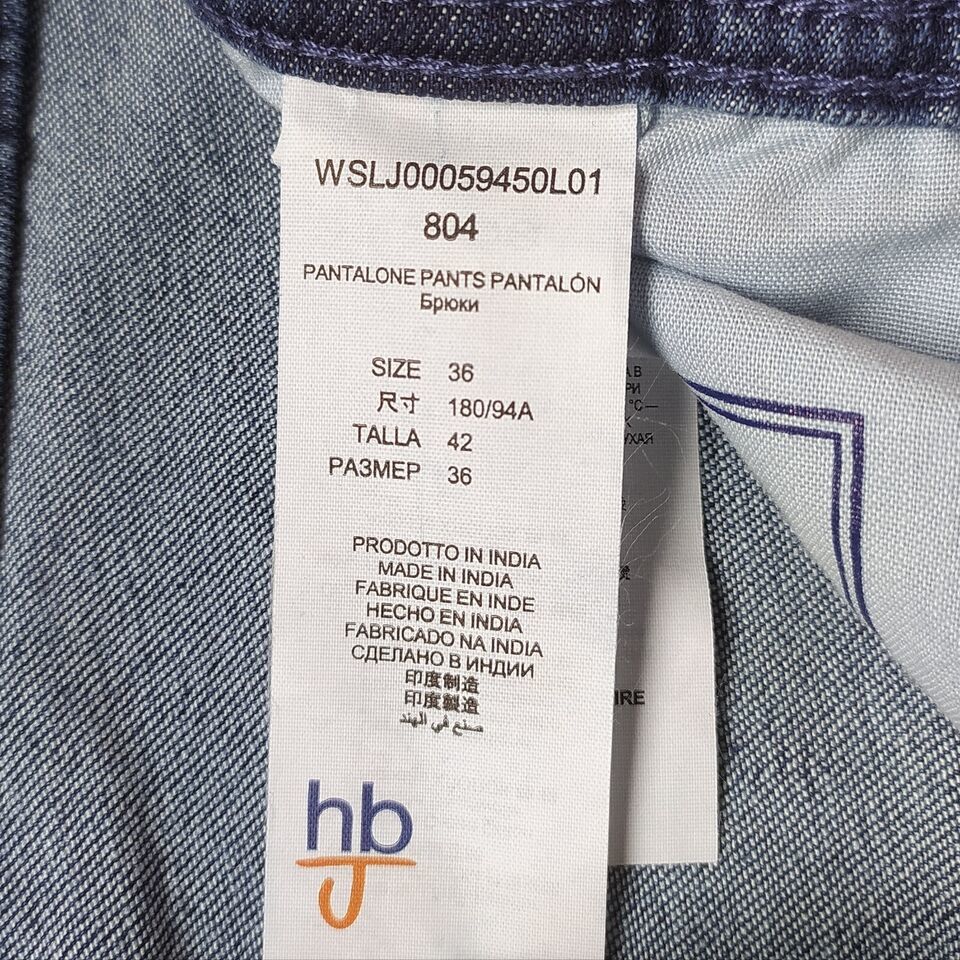 WSLJ00059450L01
804
PANTALONE PANTS PANTALÓN
Брюки
SIZE 36
尺寸 180/94A
TALLA 42
РАЗМЕР 36
PRODOTTO IN INDIA
MADE IN INDIA
FABRIQUE EN INDE
HECHO EN INDIA
FABRICADO NA INDIA
СДЕЛАНО В ИНДИИ
印度制造
印度製造
صنع في الهند
hb
J